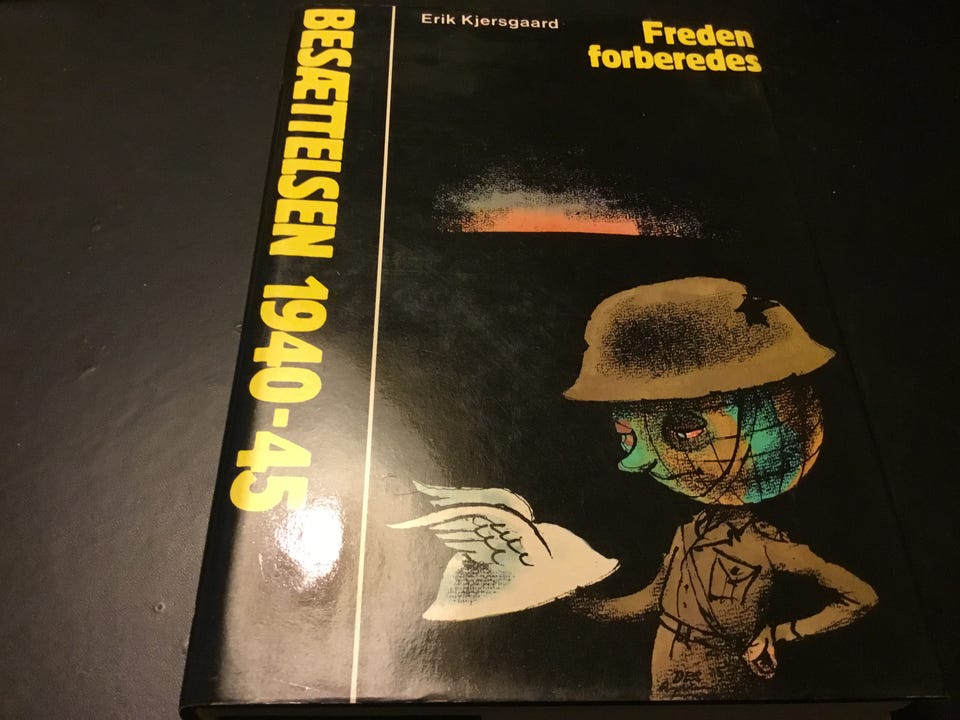 BESÆTTELSEN 1940-45
Erik Kjersgaard
Freden
forberedes